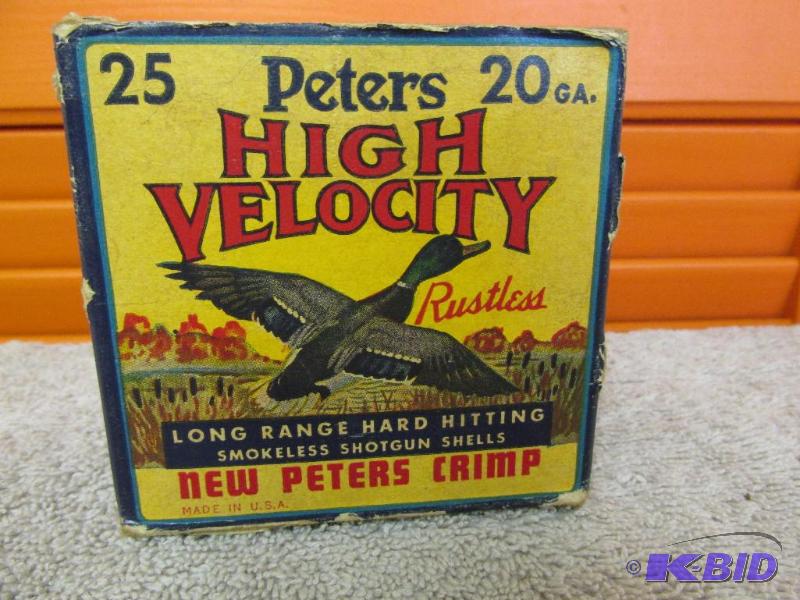 25 Peters 20 GA.
HIGH
VELOCITY
Rustless
LONG RANGE HARD HITTING
SMOKELESS SHOTGUN SHELLS
NEW PETERS CRIMP
MADE IN U.S.A.
© K-BID